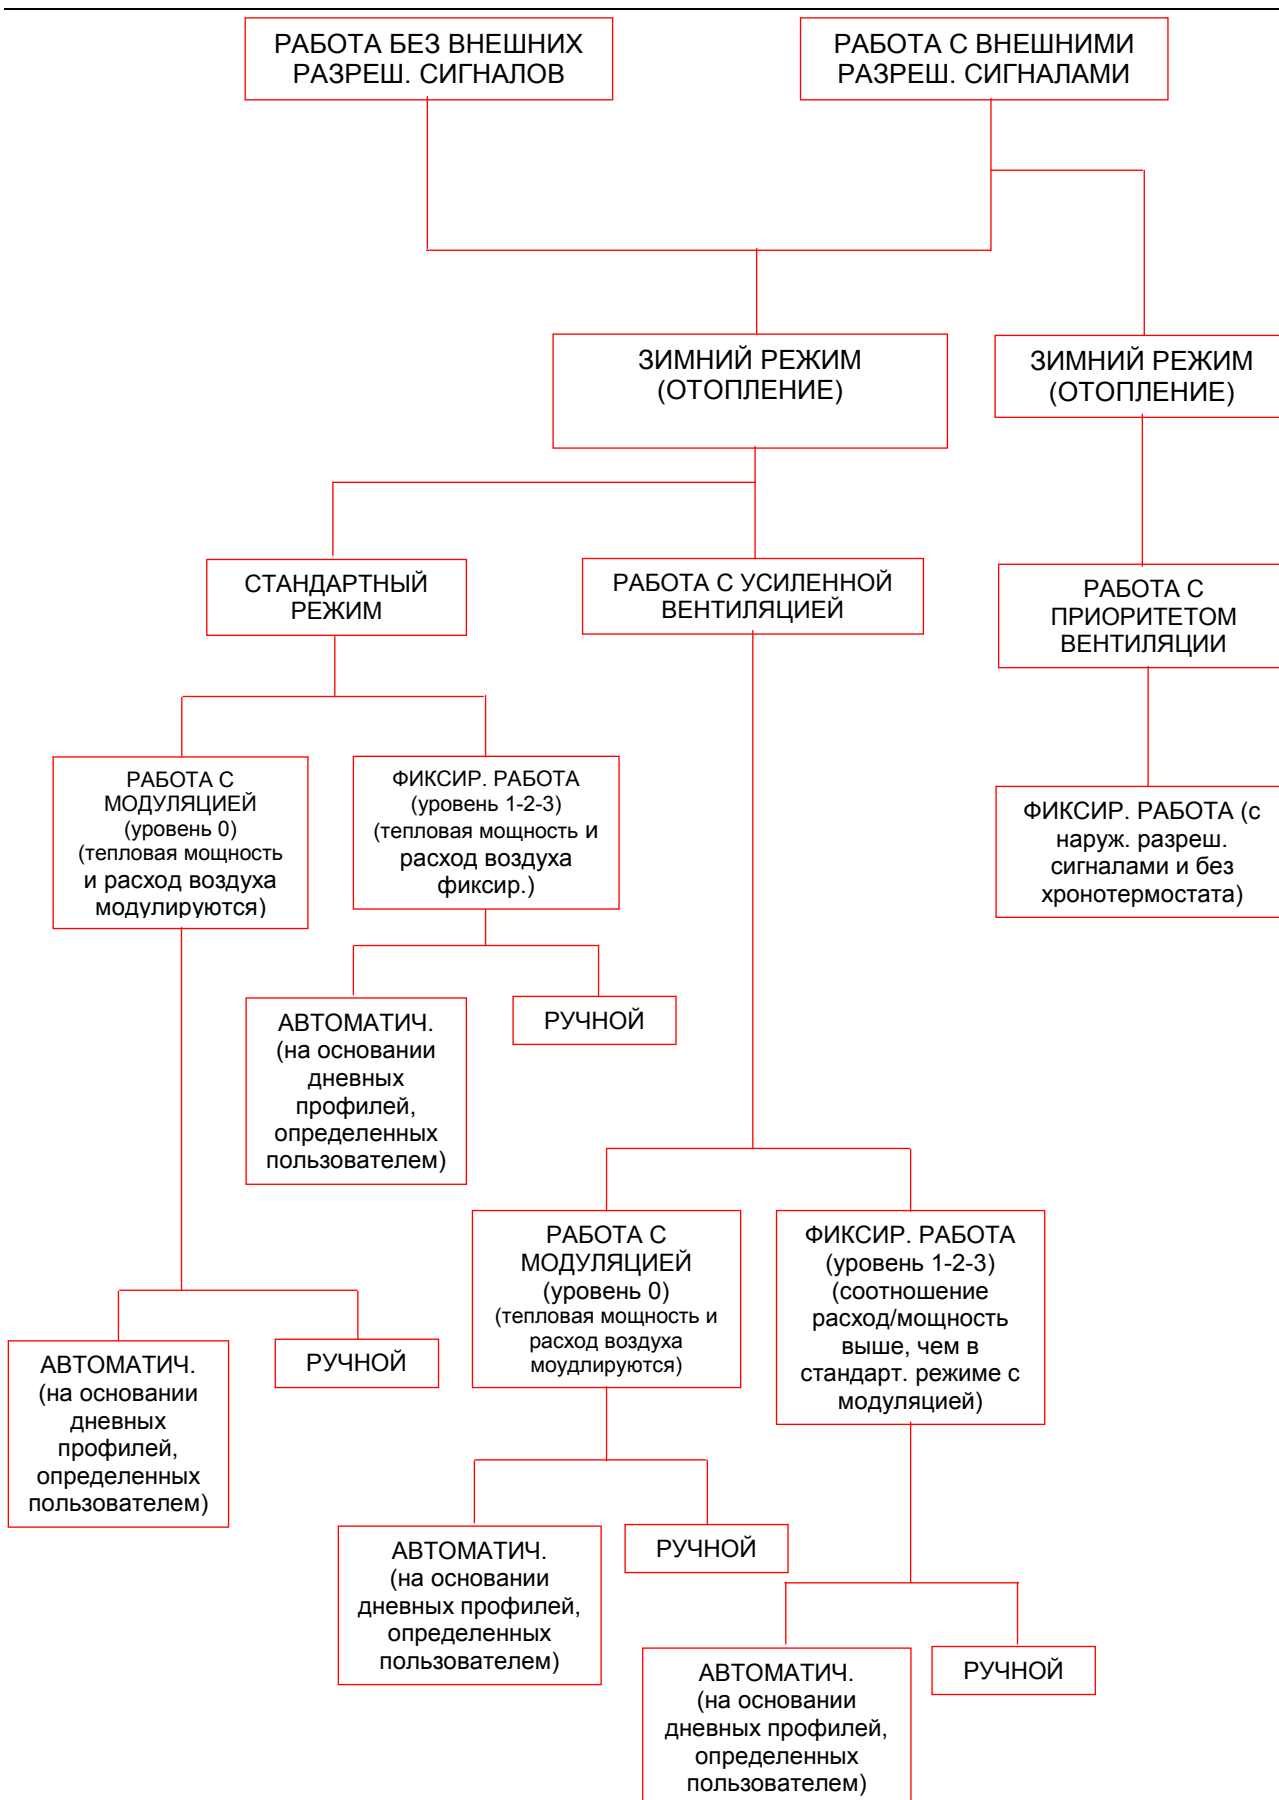 РАБОТА БЕЗ ВНЕШНИХ
РАЗРЕШ. СИГНАЛОВ
РАБОТА С ВНЕШНИМИ
РАЗРЕШ. СИГНАЛАМИ
ЗИМНИЙ РЕЖИМ
(ОТОПЛЕНИЕ)
ЗИМНИЙ РЕЖИМ
(ОТОПЛЕНИЕ)
СТАНДАРТНЫЙ
РЕЖИМ
РАБОТА С УСИЛЕННОЙ
ВЕНТИЛЯЦИЕЙ
РАБОТА С
ПРИОРИТЕТОМ
ВЕНТИЛЯЦИИ
РАБОТА С
МОДУЛЯЦИЕЙ
(уровень 0)
(тепловая мощность
и расход воздуха
модулируются)
ФИКСИР. РАБОТА
(уровень 1-2-3)
(тепловая мощность и
расход воздуха
фиксир.)
ФИКСИР. РАБОТА (с
наруж. разреш.
сигналами и без
хронотермостата)
АВТОМАТИЧ.
(на основании
дневных
профилей,
определенных
пользователем)
РУЧНОЙ
РАБОТА С
МОДУЛЯЦИЕЙ
(уровень 0)
(тепловая мощность и
расход воздуха
моудлируются)
ФИКСИР. РАБОТА
(уровень 1-2-3)
(соотношение
расход/мощность
выше, чем в
стандарт. режиме с
модуляцией)
АВТОМАТИЧ.
(на основании
дневных
профилей,
определенных
пользователем)
РУЧНОЙ
АВТОМАТИЧ.
(на основании
дневных профилей,
определенных
пользователем)
РУЧНОЙ
АВТОМАТИЧ.
(на основании
дневных профилей,
определенных
пользователем)
РУЧНОЙ